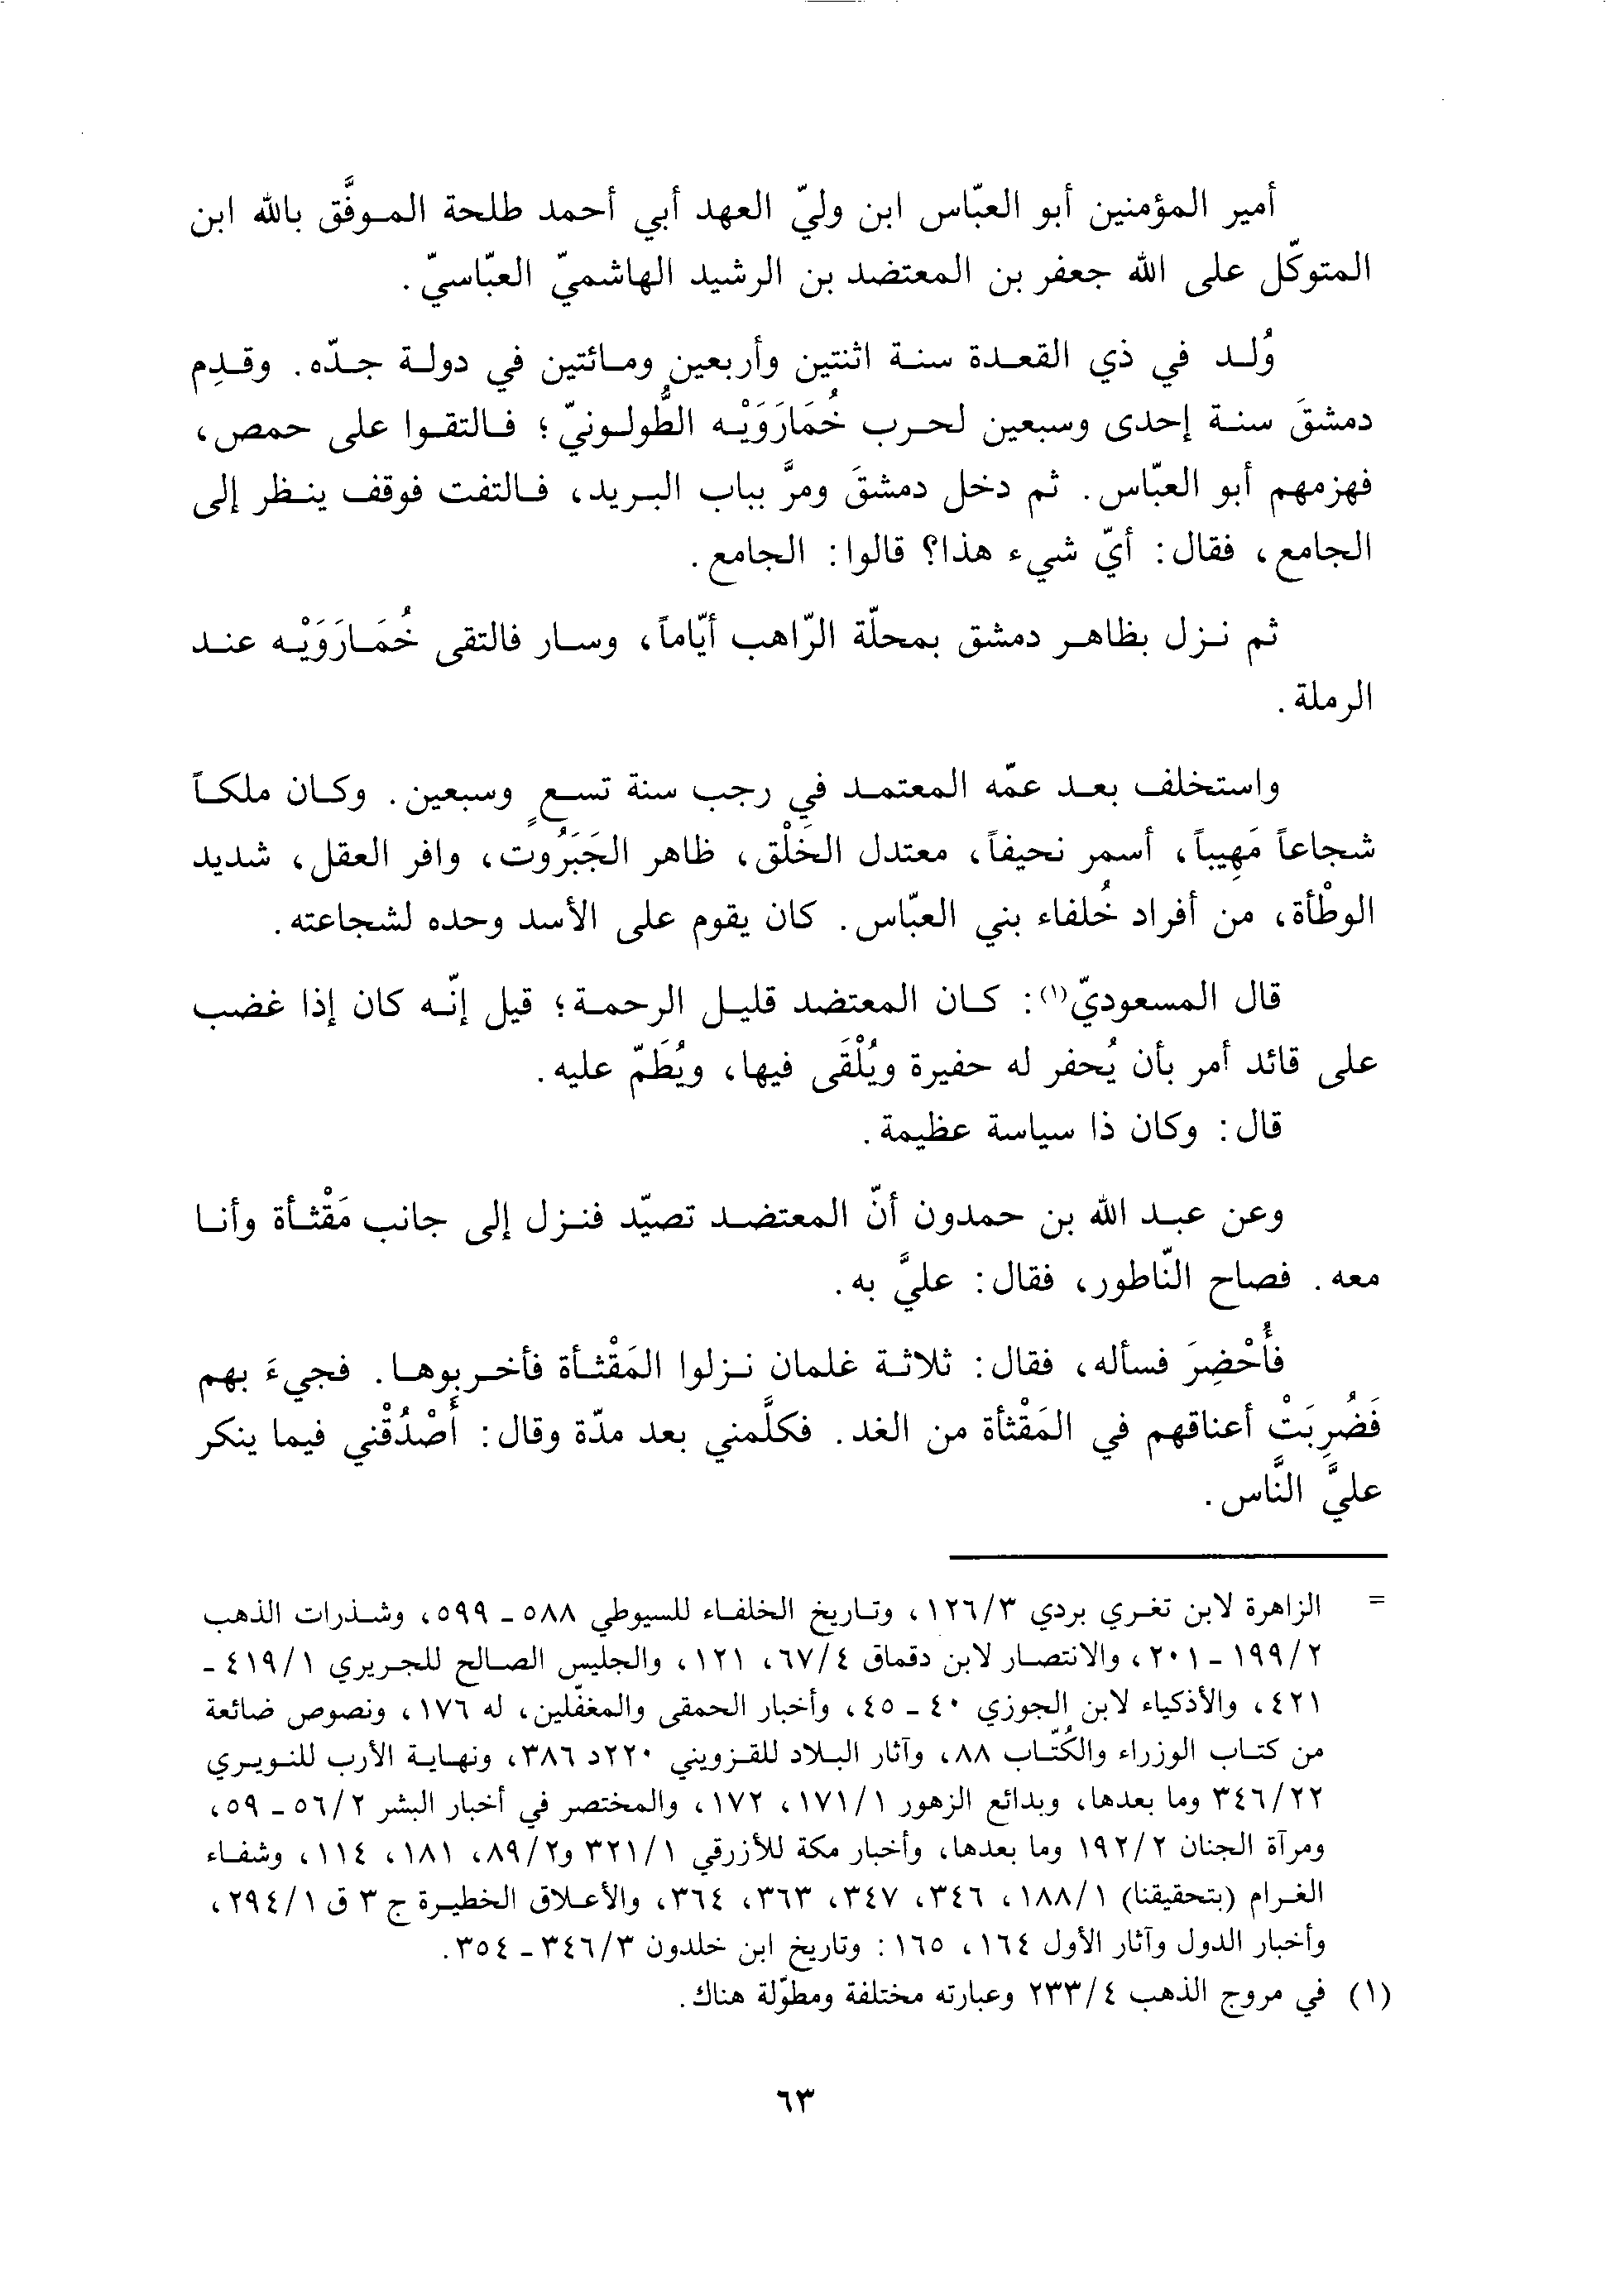 أمير المؤمنين أبو العبّاس ابن وليّ العهد أبي أحمد طلحة الموفَّق بالله ابن
المتوكّل على الله جعفر بن المعتضد بن الرشيد الهاشميّ العبّاسيّ.
وُلد في ذي القعدة سنة اثنتين وأربعين ومائتين في دولة جدّه. وقدِم
دمشقَ سنة إحدى وسبعين لحرب خُمَارَوَيْه الطُّولونيّ؛ فالتقوا على حمص،
فهزمهم أبو العبّاس. ثم دخل دمشقَ ومرَّ بباب البريد، فالتفت فوقف ينظر إلى
الجامع، فقال: أيّ شيء هذا؟ قالوا: الجامع.
ثم نزل بظاهر دمشق بمحلّة الرّاهب أيّاماً، وسار فالتقى خُمَارَوَيْه عند
الرملة.
واستخلف بعد عمّه المعتمد في رجب سنة تسعٍ وسبعين. وكان ملكاً
شجاعاً مَهِيباً، أسمر نحيفاً، معتدل الخَلْق، ظاهر الجَبَرُوت، وافر العقل، شديد
الوطْأة، من أفراد خُلفاء بني العبّاس. كان يقوم على الأسد وحده لشجاعته.
قال المسعوديّ(١): كان المعتضد قليل الرحمة؛ قيل إنّه كان إذا غضب
على قائد أمر بأن يُحفر له حفيرة ويُلْقَى فيها، ويُطَمّ عليه.
قال: وكان ذا سياسة عظيمة.
وعن عبد الله بن حمدون أنّ المعتضد تصيّد فنزل إلى جانب مَقْثأة وأنا
معه. فصاح النّاطور، فقال: عليَّ به.
فأُحْضِرَ فسأله، فقال: ثلاثة غلمان نزلوا المَقْثأة فأخربوها. فجيءَ بهم
فَضُرِبَتْ أعناقهم في المَقْثأة من الغد. فكلَّمني بعد مدّة وقال: أَصْدُقْني فيما ينكر
عليَّ النَّاس.
= الزاهرة لابن تغري بردي ١٢٦/٣، وتاريخ الخلفاء للسيوطي ٥٨٨ - ٥٩٩، وشذرات الذهب
١٩٩/٢ - ٢٠١، والانتصار لابن دقماق ٦٧/٤، ١٢١، والجليس الصالح للجريري ٤١٩/١ -
٤٢١، والأذكياء لابن الجوزي ٤٠ - ٤٥، وأخبار الحمقى والمغفّلين، له ١٧٦، ونصوص ضائعة
من كتاب الوزراء والكُتّاب ٨٨، وآثار البلاد للقزويني ٢٢٠د ٣٨٦، ونهاية الأرب للنويري
٣٤٦/٢٢ وما بعدها، وبدائع الزهور ١٧١/١، ١٧٢، والمختصر في أخبار البشر ٥٦/٢ - ٥٩،
ومرآة الجنان ١٩٢/٢ وما بعدها، وأخبار مكة للأزرقي ٣٢١/١ و٨٩/٢، ١٨١، ١١٤، وشفاء
الغرام (بتحقيقنا) ١٨٨/١، ٣٤٦، ٣٤٧، ٣٦٣، ٣٦٤، والأعلاق الخطيرة ج ٣ ق ٢٩٤/١،
وأخبار الدول وآثار الأول ١٦٤، ١٦٥: وتاريخ ابن خلدون ٣٤٦/٣ - ٣٥٤.
(١) في مروج الذهب ٢٣٣/٤ وعبارته مختلفة ومطوّلة هناك.
٦٣